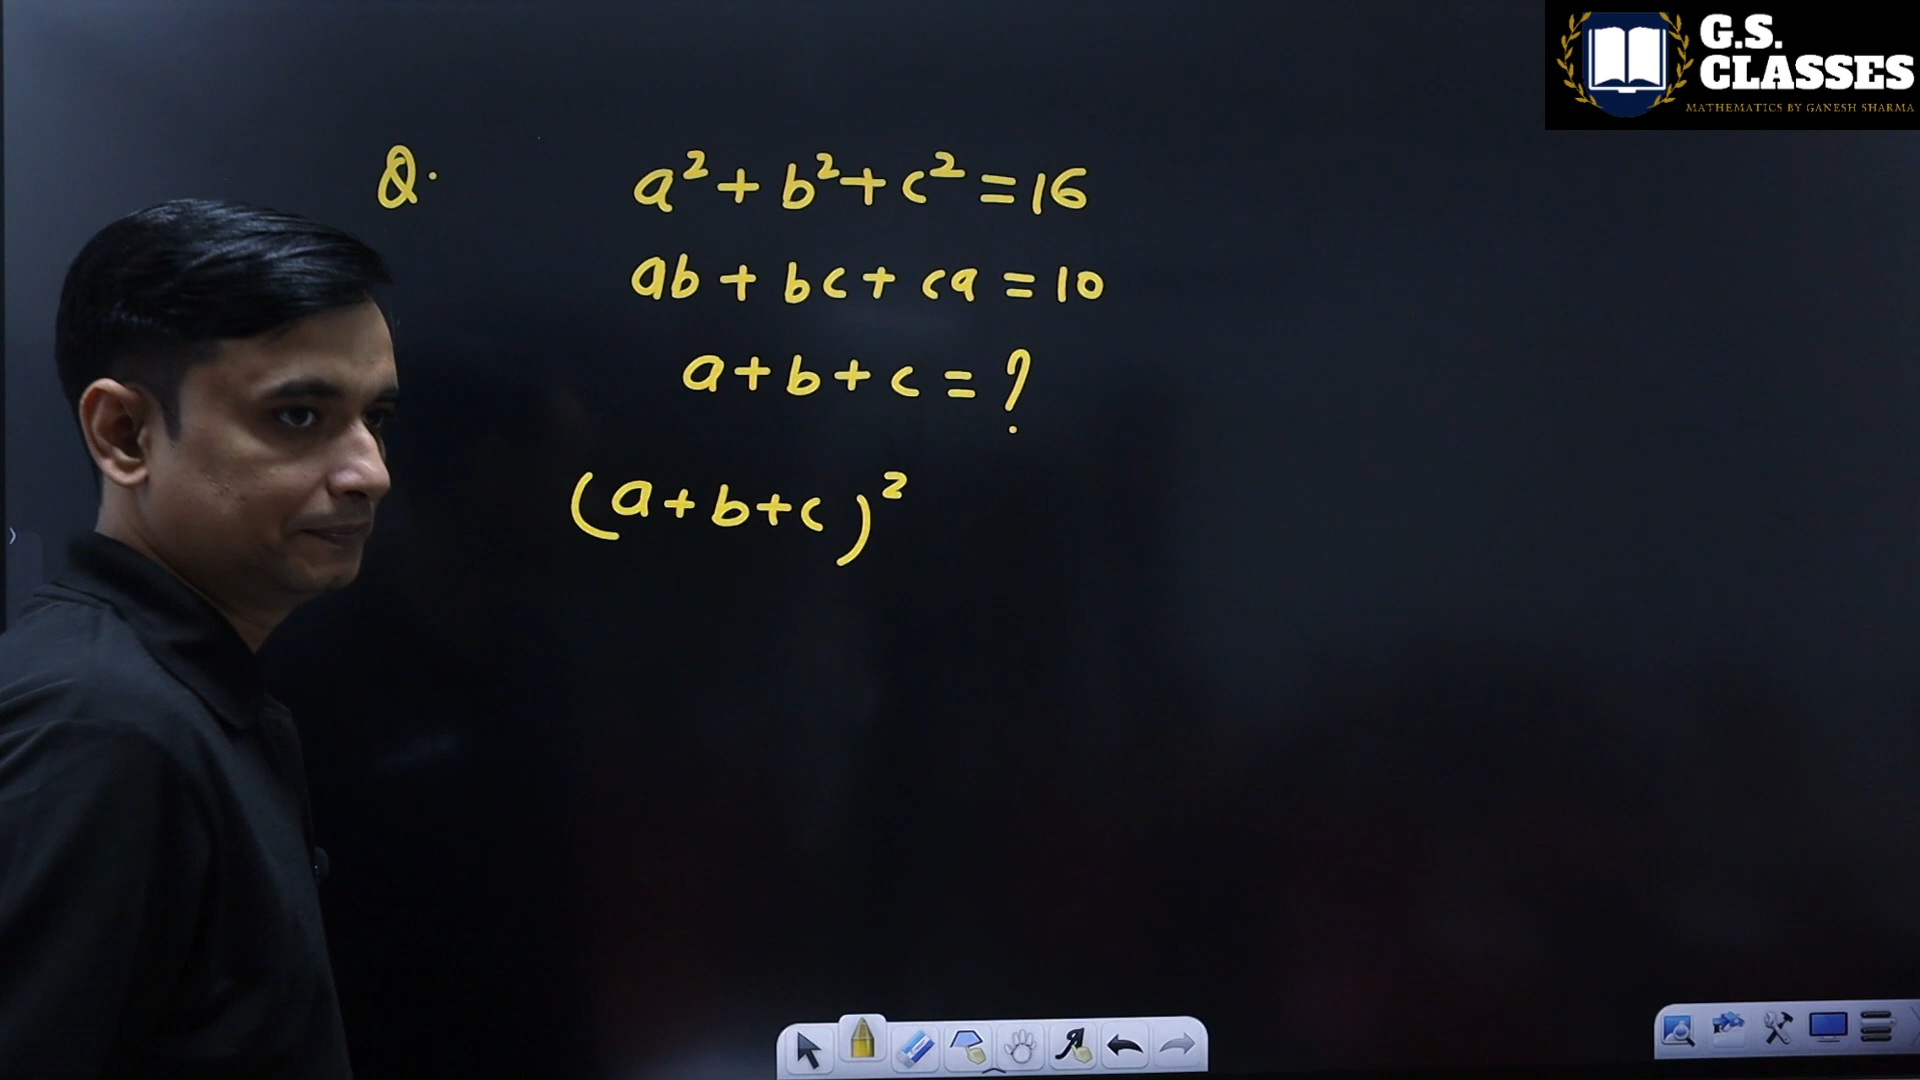 G.S.
CLASSES
MATHEMATICS BY GANESH SHARMA
Q. a² + b² + c² = 16
ab + bc + ca = 10
a + b + c = ?
(a + b + c)²